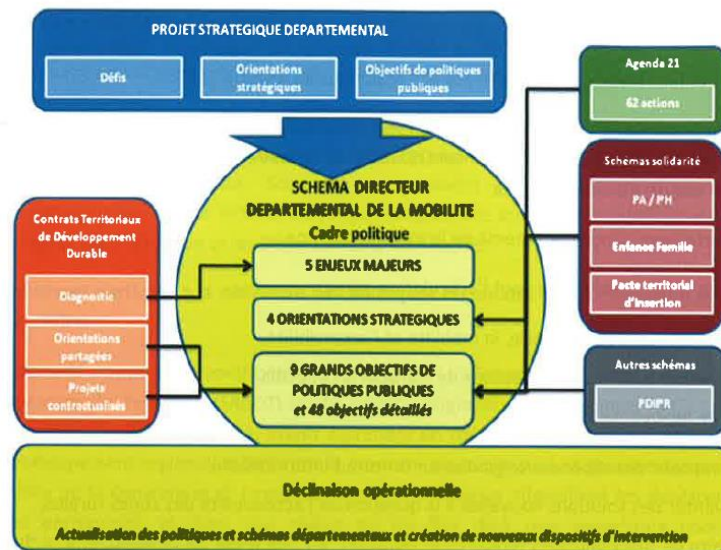 PROJET STRATEGIQUE DEPARTEMENTAL
Défis
Orientations
stratégiques
Objectifs de politiques
publiques
Agenda 21
62 actions
Schémas solidarité
PA / PH
Enfance Famille
Pacte territorial
d'Insertion
Autres schémas
PDIPR
Contrats Territoriaux
de Développement
Durable
Diagnostic
Orientations
partagées
Projets
contractualisés
SCHEMA DIRECTEUR
DEPARTEMENTAL DE LA MOBILITE
Cadre politique
5 ENJEUX MAJEURS
4 ORIENTATIONS STRATEGIQUES
9 GRANDS OBJECTIFS DE
POLITIQUES PUBLIQUES
et 48 objectifs détaillés
Déclinaison opérationnelle
Actualisation des politiques et schémas départementaux et création de nouveaux dispositifs d'intervention